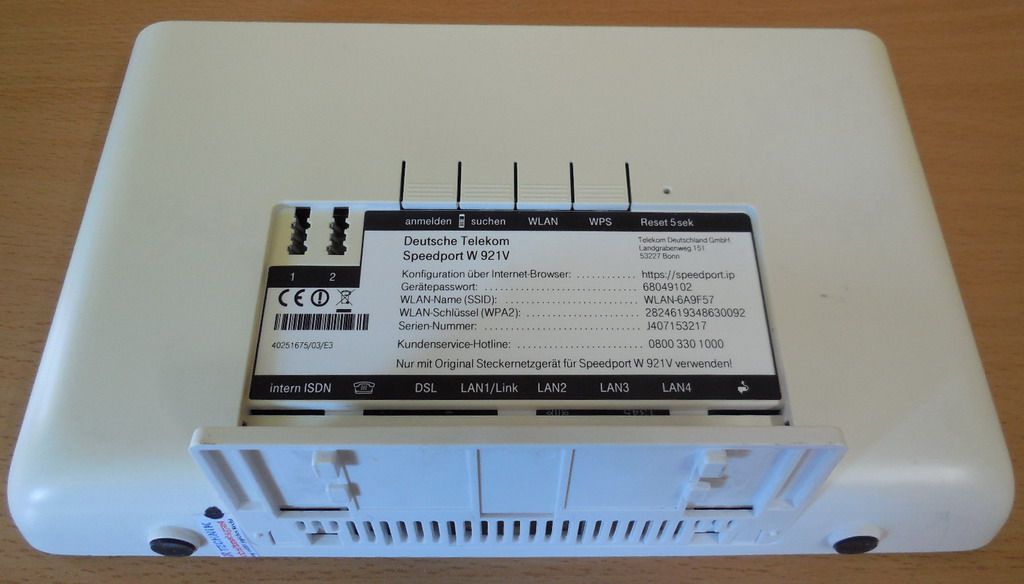 anmelden suchen WLAN WPS Reset 5 sek
Deutsche Telekom
Speedport W 921V
Telekom Deutschland GmbH
Landgrabenweg 151
53227 Bonn
Konfiguration über Internet-Browser: ............ https://speedport.ip
Gerätepasswort: ................................. 68049102
WLAN-Name (SSID): ........................... WLAN-6A9F57
WLAN-Schlüssel (WPA2): ...................... 2824619348630092
Serien-Nummer: ................................. J407153217
Kundenservice-Hotline: ......................... 0800 330 1000
Nur mit Original Steckernetzgerät für Speedport W 921V verwenden!
1 2
CE
40251675/03/E3
intern ISDN DSL LAN1/Link LAN2 LAN3 LAN4